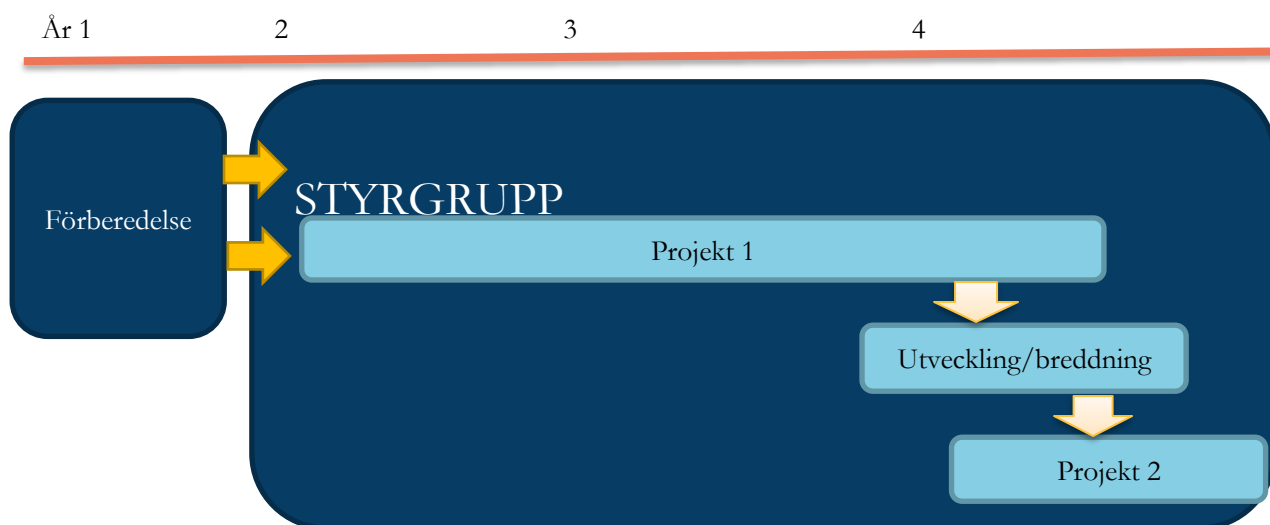 År 1 2 3 4
Förberedelse
STYRGRUPP
Projekt 1
Utveckling/breddning
Projekt 2